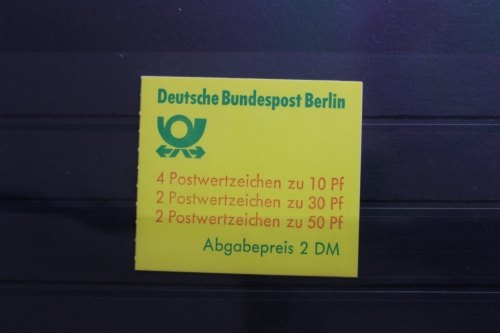 Deutsche Bundespost Berlin
4 Postwertzeichen zu 10 Pf
2 Postwertzeichen zu 30 Pf
2 Postwertzeichen zu 50 Pf
Abgabepreis 2 DM